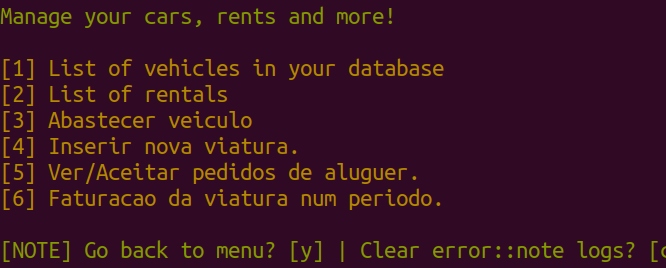 Manage your cars, rents and more!
[1] List of vehicles in your database
[2] List of rentals
[3] Abastecer veiculo
[4] Inserir nova viatura.
[5] Ver/Aceitar pedidos de aluguer.
[6] Faturacao da viatura num periodo.
[NOTE] Go back to menu? [y] | Clear error::note logs? [